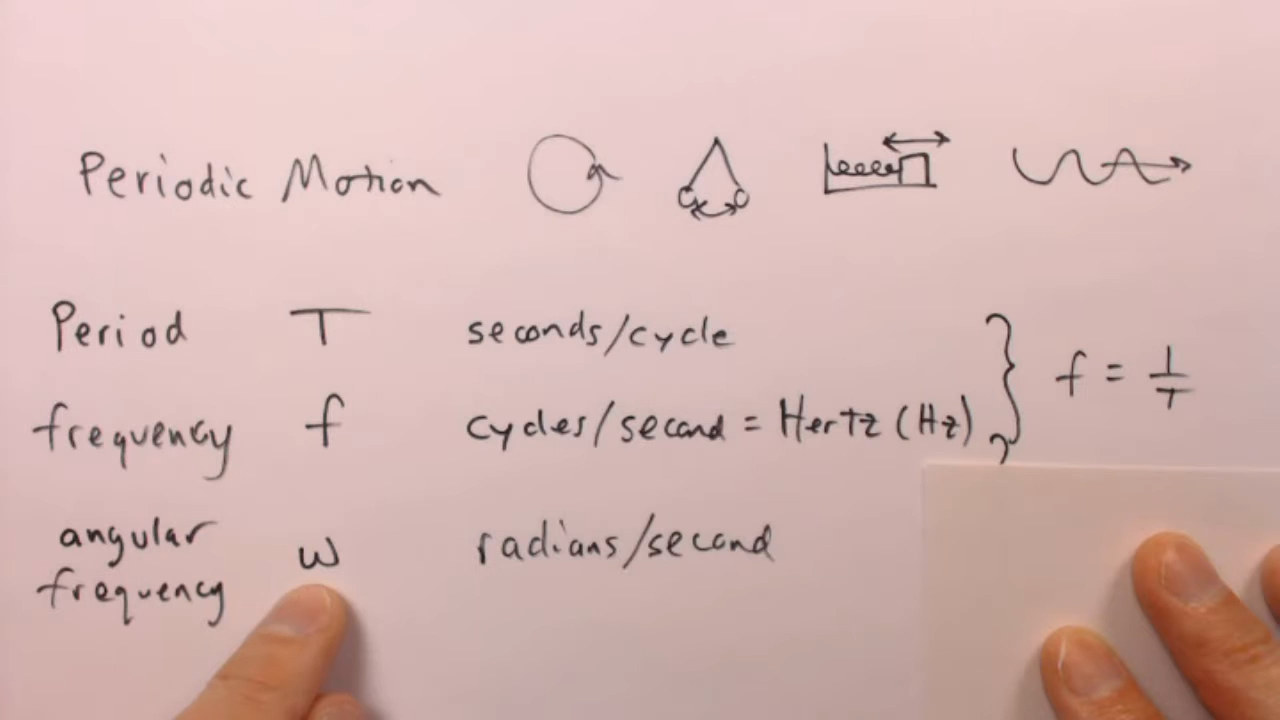 Periodic Motion
Period T seconds/cycle
frequency f cycles/second = Hertz (Hz) } f = 1/T
angular frequency ω radians/second